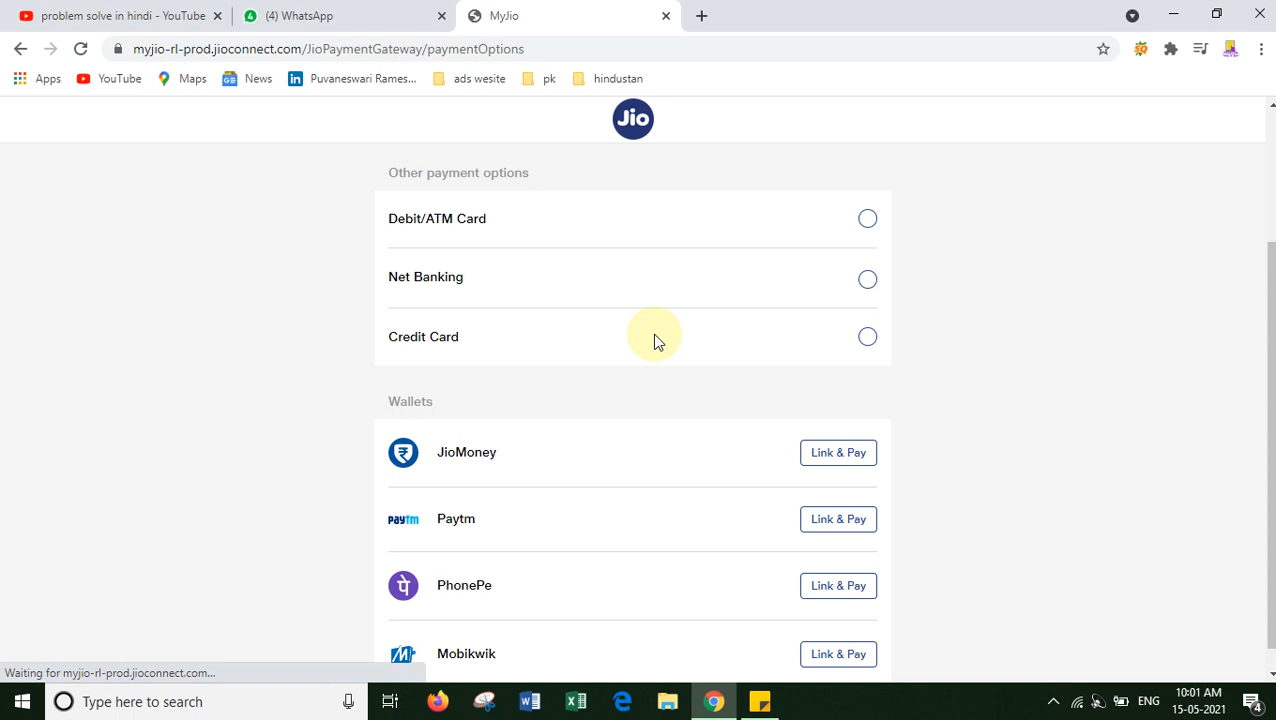 problem solve in hindi - YouTube
4 (4) WhatsApp
MyJio
myjio-rl-prod.jioconnect.com/JioPaymentGateway/paymentOptions
Apps YouTube Maps News in Puvaneswari Rames... ads wesite pk hindustan
Jio
Other payment options
Debit/ATM Card
Net Banking
Credit Card
Wallets
JioMoney Link & Pay
paytm Paytm Link & Pay
पे PhonePe Link & Pay
Mobikwik Link & Pay
Waiting for myjio-rl-prod.jioconnect.com...
Type here to search
ENG
10:01 AM
15-05-2021
4